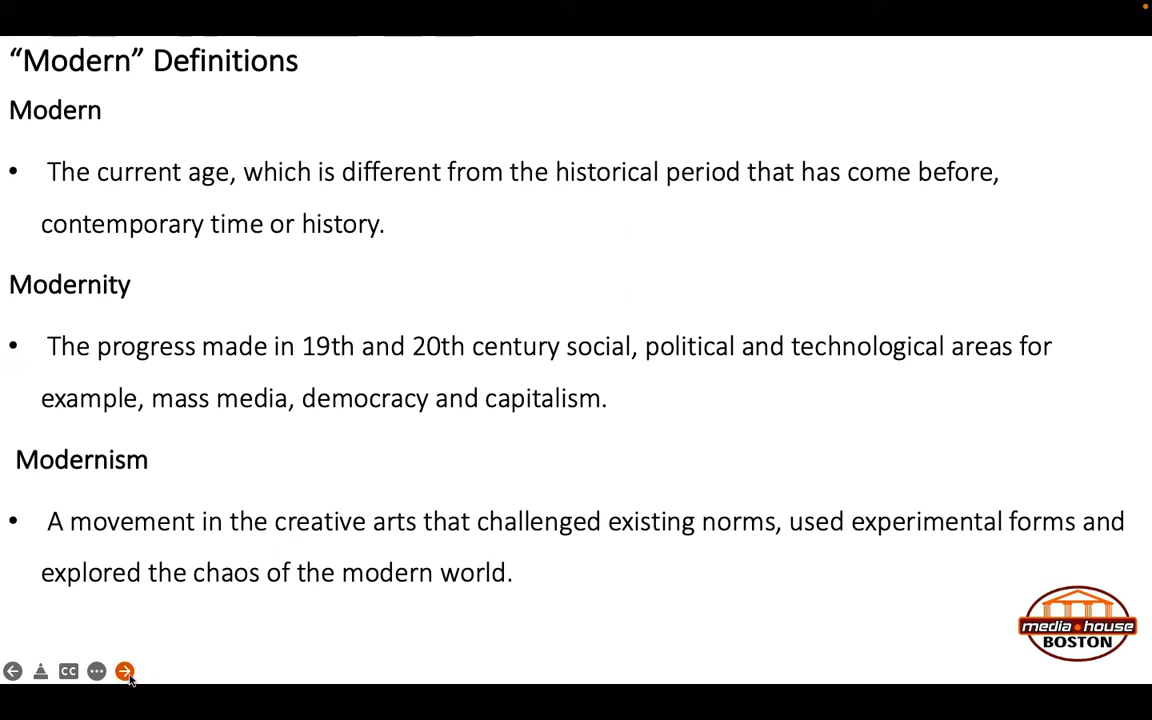 “Modern” Definitions
Modern
• The current age, which is different from the historical period that has come before,
contemporary time or history.
Modernity
• The progress made in 19th and 20th century social, political and technological areas for
example, mass media, democracy and capitalism.
Modernism
• A movement in the creative arts that challenged existing norms, used experimental forms and
explored the chaos of the modern world.
media•house
BOSTON
CC